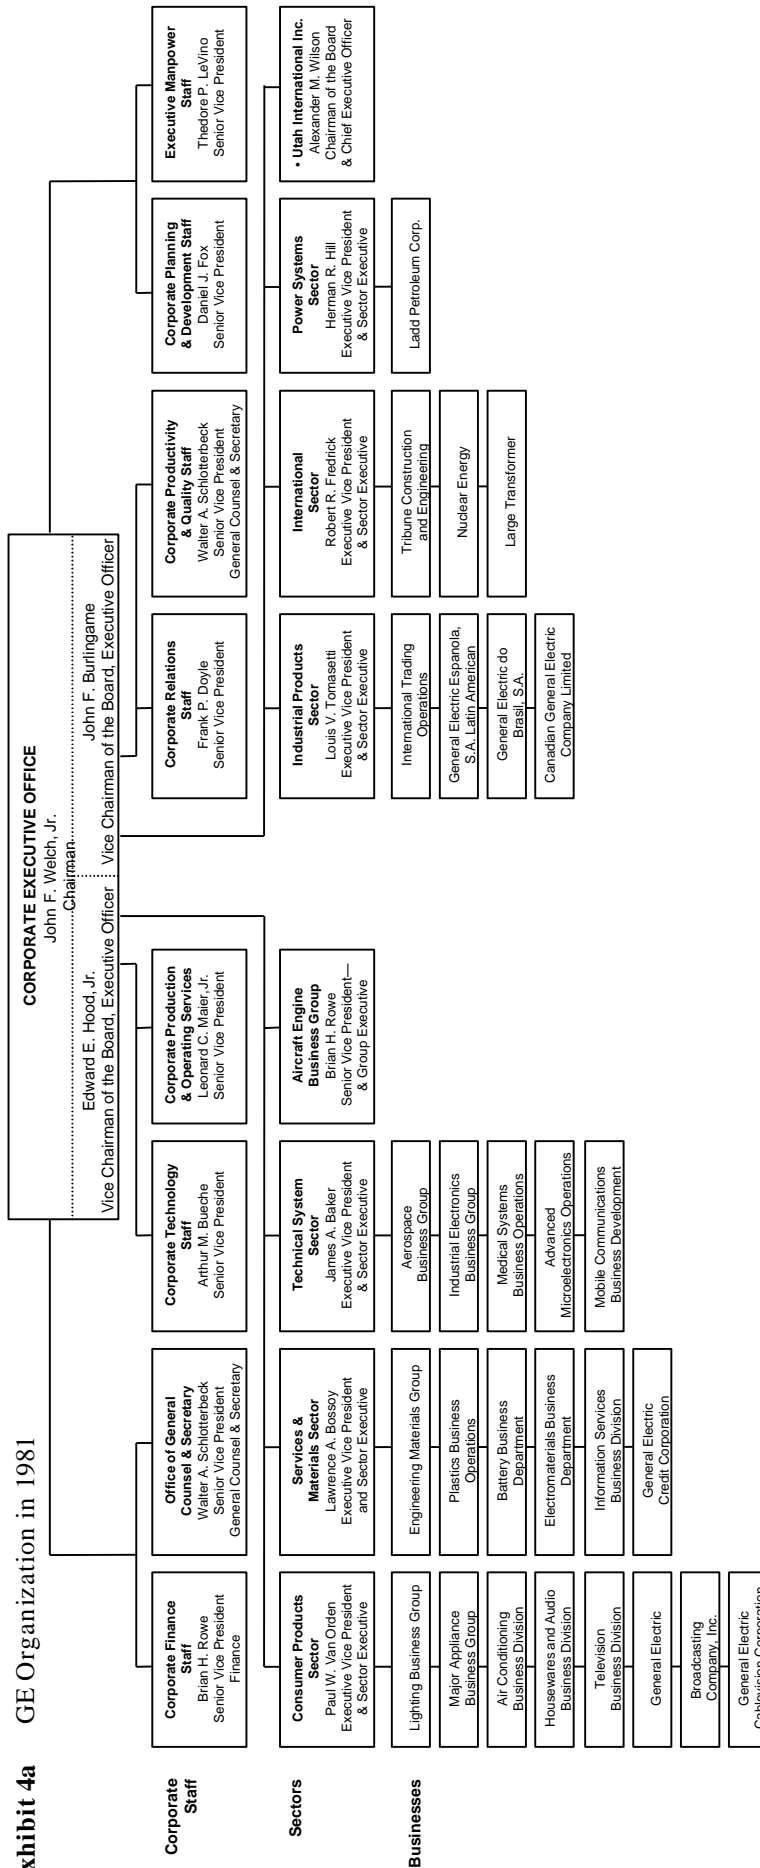 xhibit 4a GE Organization in 1981
CORPORATE EXECUTIVE OFFICE
John F. Welch, Jr.
Chairman
Edward E. Hood, Jr.
Vice Chairman of the Board, Executive Officer
John F. Burlingame
Vice Chairman of the Board, Executive Officer
Corporate
Staff
Corporate Finance
Staff
Brian H. Rowe
Senior Vice President
Finance
Office of General
Counsel & Secretary
Walter A. Schlotterbeck
Senior Vice President
General Counsel & Secretary
Corporate Technology
Staff
Arthur M. Bueche
Senior Vice President
Corporate Production
& Operating Services
Leonard C. Maier, Jr.
Senior Vice President
Corporate Relations
Staff
Frank P. Doyle
Senior Vice President
Corporate Productivity
& Quality Staff
Walter A. Schlotterbeck
Senior Vice President
General Counsel & Secretary
Corporate Planning
& Development Staff
Daniel J. Fox
Senior Vice President
Executive Manpower
Staff
Thedore P. LeVino
Senior Vice President
Sectors
Consumer Products
Sector
Paul W. Van Orden
Executive Vice President
& Sector Executive
Services &
Materials Sector
Lawrence A. Bossoy
Executive Vice President
and Sector Executive
Technical System
Sector
James A. Baker
Executive Vice President
& Sector Executive
Aircraft Engine
Business Group
Brian H. Rowe
Senior Vice President—
& Group Executive
Industrial Products
Sector
Louis V. Tomasetti
Executive Vice President
& Sector Executive
International
Sector
Robert R. Fredrick
Executive Vice President
& Sector Executive
Power Systems
Sector
Herman R. Hill
Executive Vice President
& Sector Executive
• Utah International Inc.
Alexander M. Wilson
Chairman of the Board
& Chief Executive Officer
Businesses
Lighting Business Group
Major Appliance
Business Group
Air Conditioning
Business Division
Housewares and Audio
Business Division
Television
Business Division
General Electric
Broadcasting
Company, Inc.
General Electric
Cablevision Corporation
Engineering Materials Group
Plastics Business
Operations
Battery Business
Department
Electromaterials Business
Department
Information Services
Business Division
General Electric
Credit Corporation
Aerospace
Business Group
Industrial Electronics
Business Group
Medical Systems
Business Operations
Advanced
Microelectronics Operations
Mobile Communications
Business Development
International Trading
Operations
General Electric Espanola,
S.A. Latin American
General Electric do
Brasil, S.A.
Canadian General Electric
Company Limited
Tribune Construction
and Engineering
Nuclear Energy
Large Transformer
Ladd Petroleum Corp.